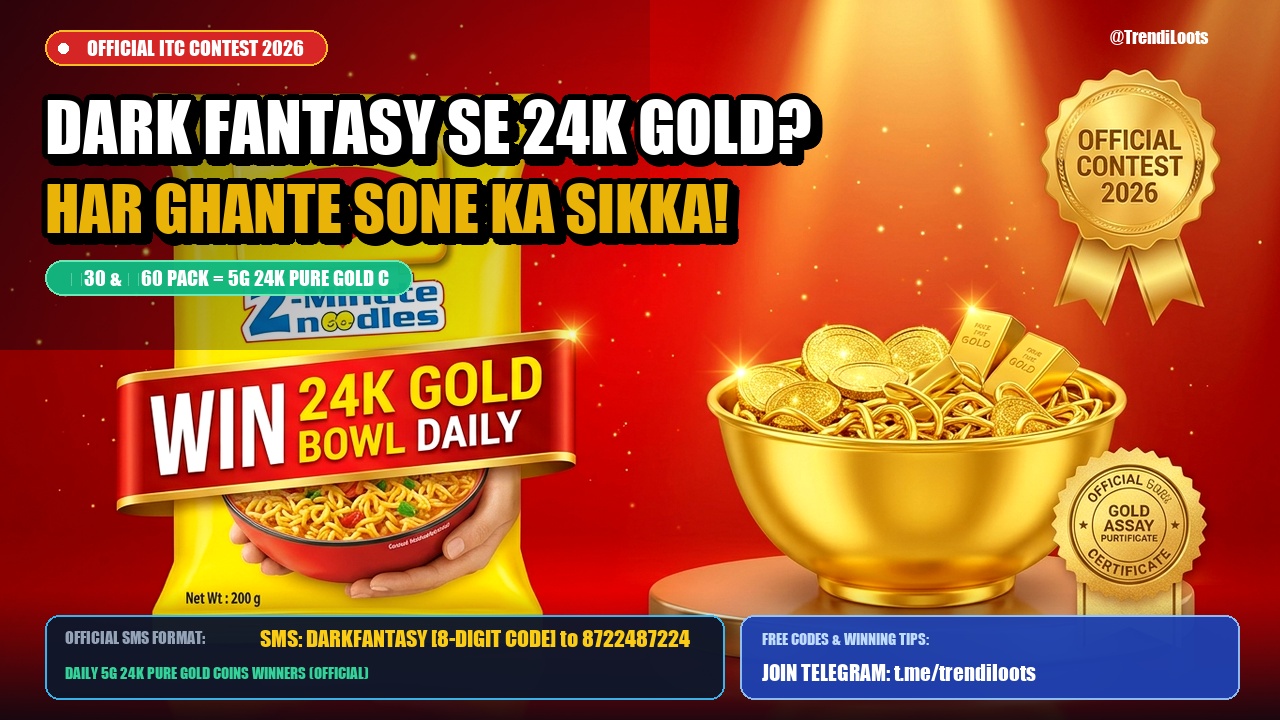 OFFICIAL ITC CONTEST 2026
@TrendiLoots
DARK FANTASY SE 24K GOLD?
HAR GHANTE SONE KA SIKKA!
30 & 60 PACK = 5G 24K PURE GOLD C
2-Minute
noodles
WIN 24K GOLD
BOWL DAILY
Net Wt : 200 g
OFFICIAL
CONTEST
2026
GOLD
GOLD
OFFICIAL
GOLD
ASSAY
PURTIFICATE
CERTIFICATE
OFFICIAL SMS FORMAT: SMS: DARKFANTASY [8-DIGIT CODE] to 8722487224
DAILY 5G 24K PURE GOLD COINS WINNERS (OFFICIAL)
FREE CODES & WINNING TIPS:
JOIN TELEGRAM: t.me/trendiloots